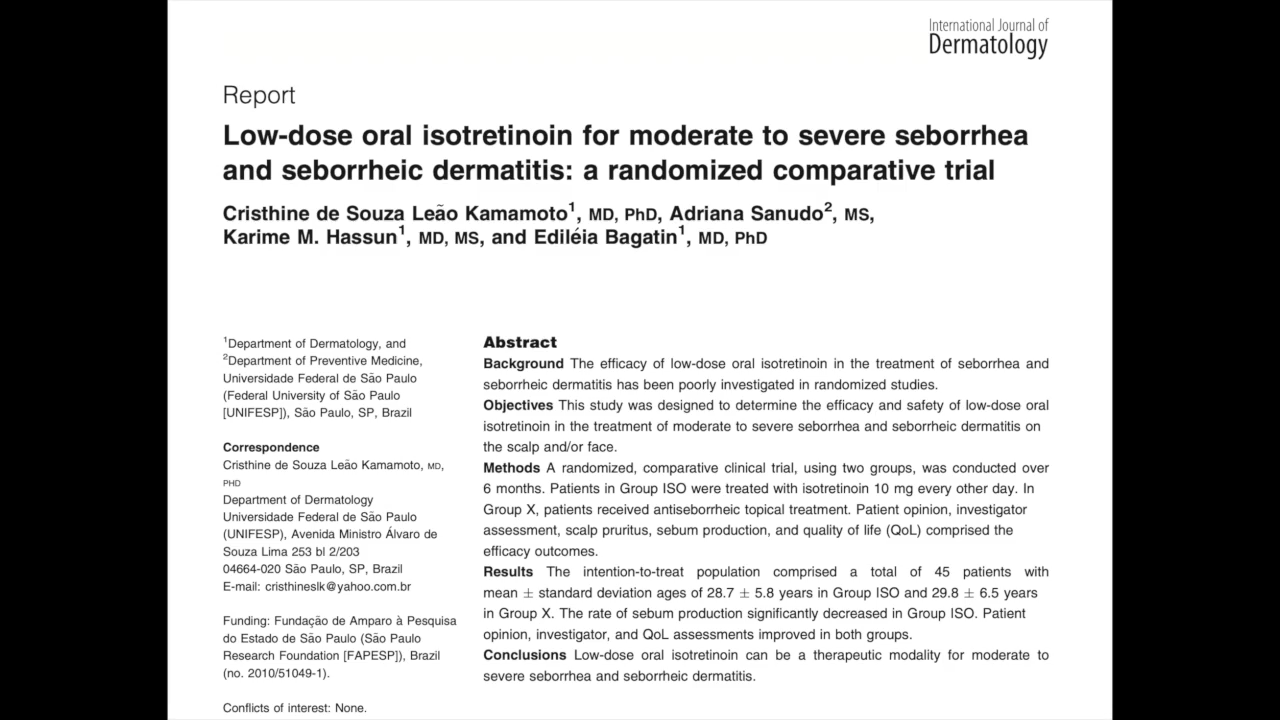 International Journal of
Dermatology
Report
Low-dose oral isotretinoin for moderate to severe seborrhea
and seborrheic dermatitis: a randomized comparative trial
Cristhine de Souza Leão Kamamoto¹, MD, PhD, Adriana Sanudo², MS,
Karime M. Hassun¹, MD, MS, and Ediléia Bagatin¹, MD, PhD
¹Department of Dermatology, and
²Department of Preventive Medicine,
Universidade Federal de São Paulo
(Federal University of São Paulo
[UNIFESP]), São Paulo, SP, Brazil
Correspondence
Cristhine de Souza Leão Kamamoto, MD,
PHD
Department of Dermatology
Universidade Federal de São Paulo
(UNIFESP), Avenida Ministro Álvaro de
Souza Lima 253 bl 2/203
04664-020 São Paulo, SP, Brazil
E-mail: cristhineslk@yahoo.com.br
Funding: Fundação de Amparo à Pesquisa
do Estado de São Paulo (São Paulo
Research Foundation [FAPESP]), Brazil
(no. 2010/51049-1).
Conflicts of interest: None.
Abstract
Background The efficacy of low-dose oral isotretinoin in the treatment of seborrhea and
seborrheic dermatitis has been poorly investigated in randomized studies.
Objectives This study was designed to determine the efficacy and safety of low-dose oral
isotretinoin in the treatment of moderate to severe seborrhea and seborrheic dermatitis on
the scalp and/or face.
Methods A randomized, comparative clinical trial, using two groups, was conducted over
6 months. Patients in Group ISO were treated with isotretinoin 10 mg every other day. In
Group X, patients received antiseborrheic topical treatment. Patient opinion, investigator
assessment, scalp pruritus, sebum production, and quality of life (QoL) comprised the
efficacy outcomes.
Results The intention-to-treat population comprised a total of 45 patients with
mean ± standard deviation ages of 28.7 ± 5.8 years in Group ISO and 29.8 ± 6.5 years
in Group X. The rate of sebum production significantly decreased in Group ISO. Patient
opinion, investigator, and QoL assessments improved in both groups.
Conclusions Low-dose oral isotretinoin can be a therapeutic modality for moderate to
severe seborrhea and seborrheic dermatitis.